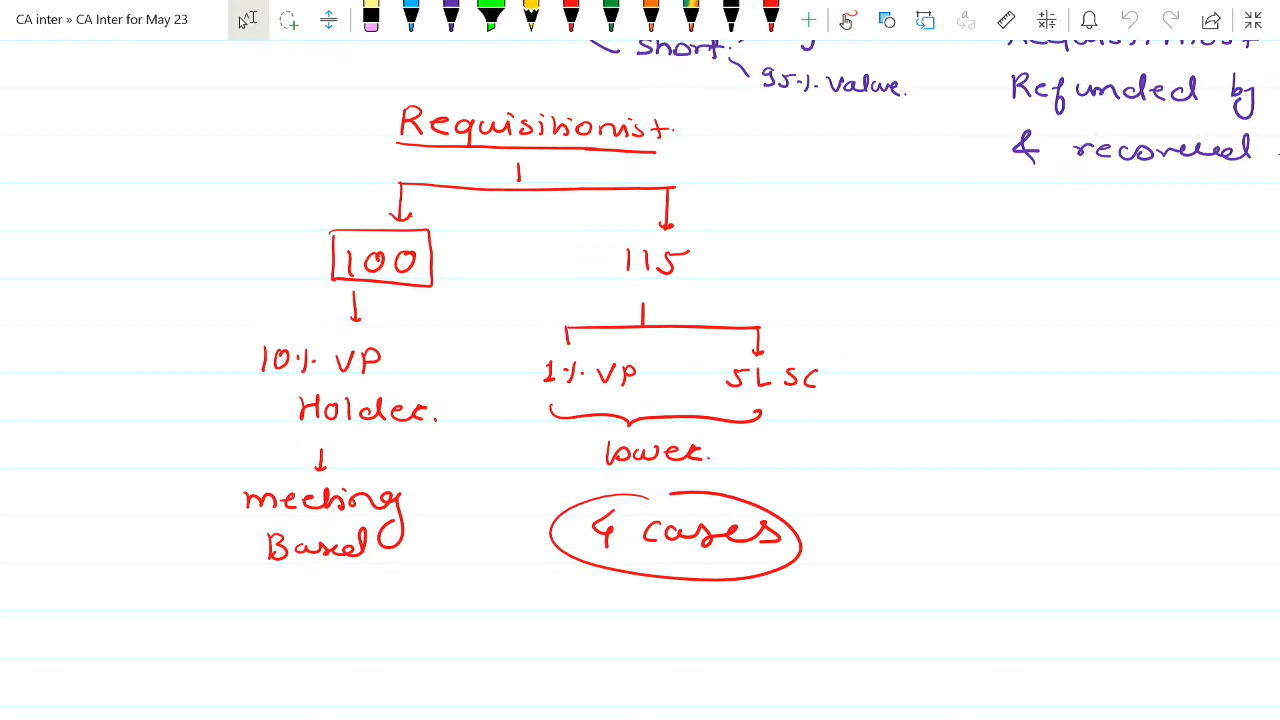 CA inter » CA Inter for May 23
short.
95% Value.
Refunded by
& recovered
Requisitionist.
100
115
10% VP
Holder.
1% VP
5L SC
lower.
meeting
Based
4 cases